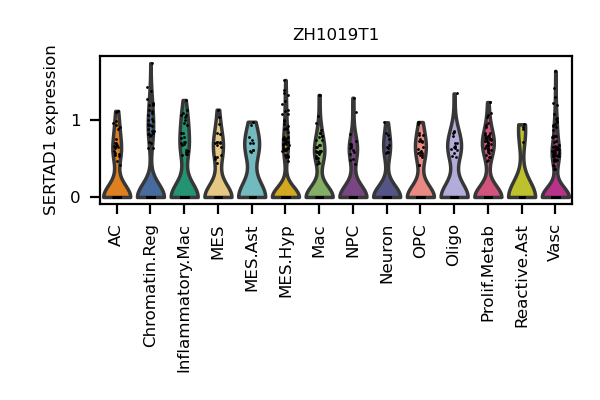 ZH1019T1
SERTAD1 expression
1
0
AC
Chromatin.Reg
Inflammatory.Mac
MES
MES.Ast
MES.Hyp
Mac
NPC
Neuron
OPC
Oligo
Prolif.Metab
Reactive.Ast
Vasc